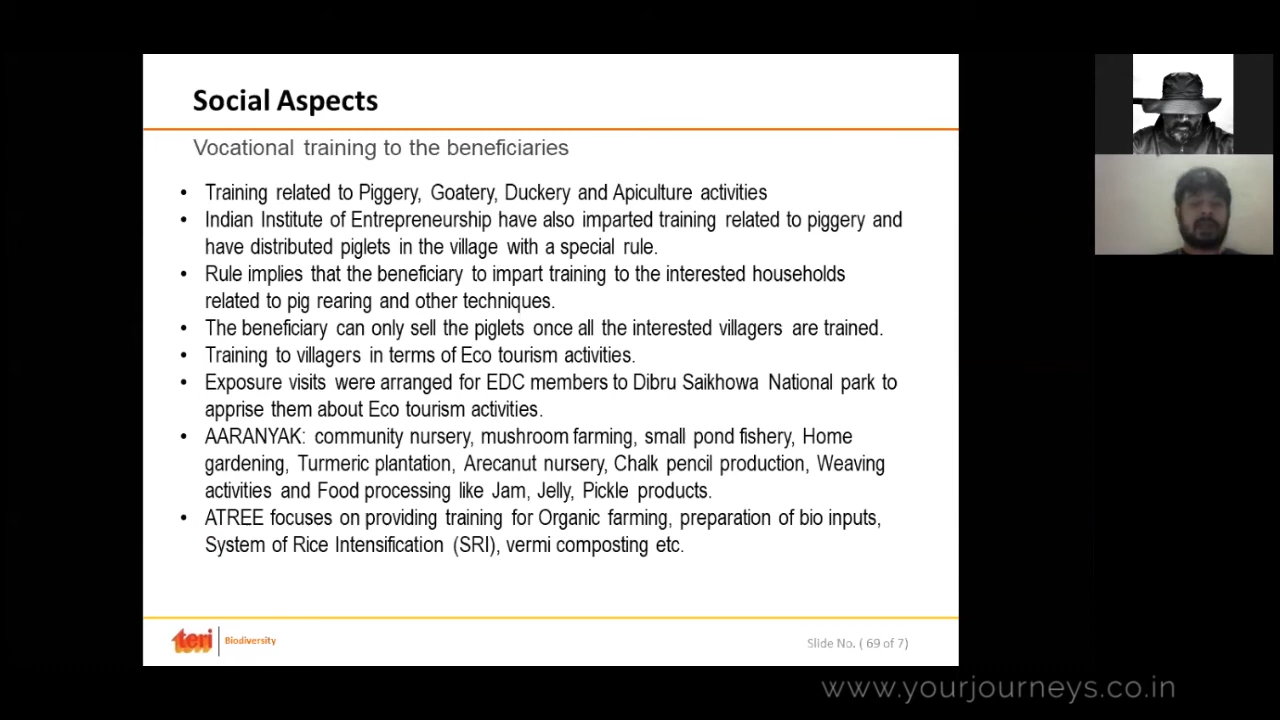 Social Aspects
Vocational training to the beneficiaries
• Training related to Piggery, Goatery, Duckery and Apiculture activities
• Indian Institute of Entrepreneurship have also imparted training related to piggery and
have distributed piglets in the village with a special rule.
• Rule implies that the beneficiary to impart training to the interested households
related to pig rearing and other techniques.
• The beneficiary can only sell the piglets once all the interested villagers are trained.
• Training to villagers in terms of Eco tourism activities.
• Exposure visits were arranged for EDC members to Dibru Saikhowa National park to
apprise them about Eco tourism activities.
• AARANYAK: community nursery, mushroom farming, small pond fishery, Home
gardening, Turmeric plantation, Arecanut nursery, Chalk pencil production, Weaving
activities and Food processing like Jam, Jelly, Pickle products.
• ATREE focuses on providing training for Organic farming, preparation of bio inputs,
System of Rice Intensification (SRI), vermi composting etc.
teri Biodiversity
Slide No. ( 69 of 7)
www.yourjourneys.co.in